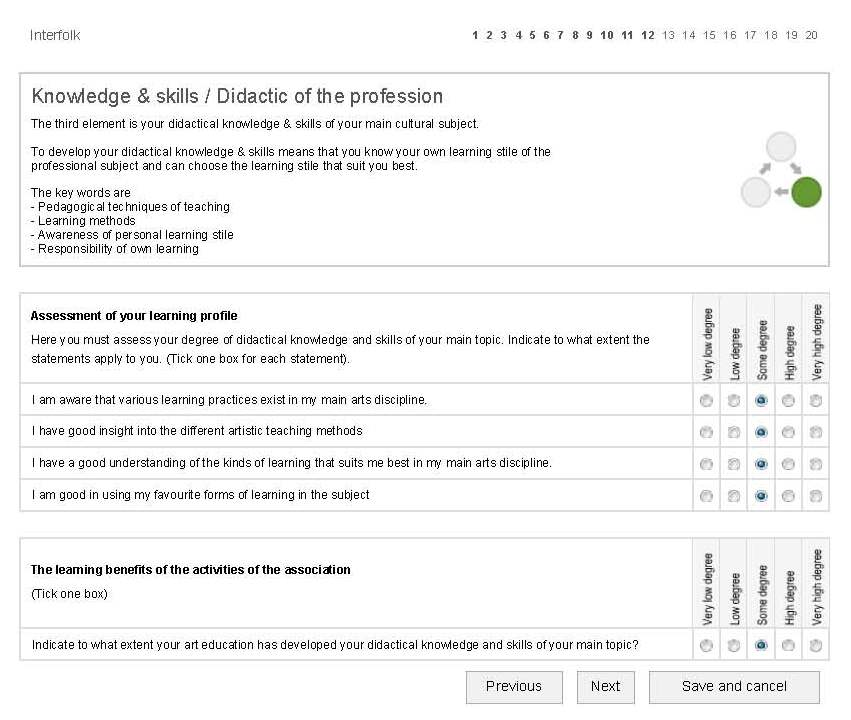 Interfolk
1 2 3 4 5 6 7 8 9 10 11 12 13 14 15 16 17 18 19 20
Knowledge & skills / Didactic of the profession
The third element is your didactical knowledge & skills of your main cultural subject.
To develop your didactical knowledge & skills means that you know your own learning stile of the
professional subject and can choose the learning stile that suit you best.
The key words are
- Pedagogical techniques of teaching
- Learning methods
- Awareness of personal learning stile
- Responsibility of own learning
Assessment of your learning profile
Here you must assess your degree of didactical knowledge and skills of your main topic. Indicate to what extent the
statements apply to you. (Tick one box for each statement).
Very low degree
Low degree
Some degree
High degree
Very high degree
I am aware that various learning practices exist in my main arts discipline.
I have good insight into the different artistic teaching methods
I have a good understanding of the kinds of learning that suits me best in my main arts discipline.
I am good in using my favourite forms of learning in the subject
The learning benefits of the activities of the association
(Tick one box)
Very low degree
Low degree
Some degree
High degree
Very high degree
Indicate to what extent your art education has developed your didactical knowledge and skills of your main topic?
Previous
Next
Save and cancel